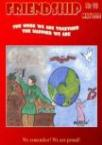 FRIENDSHIP
THE MORE WE ARE TOGETHER
THE HAPPIER WE ARE
We remember! We are proud!